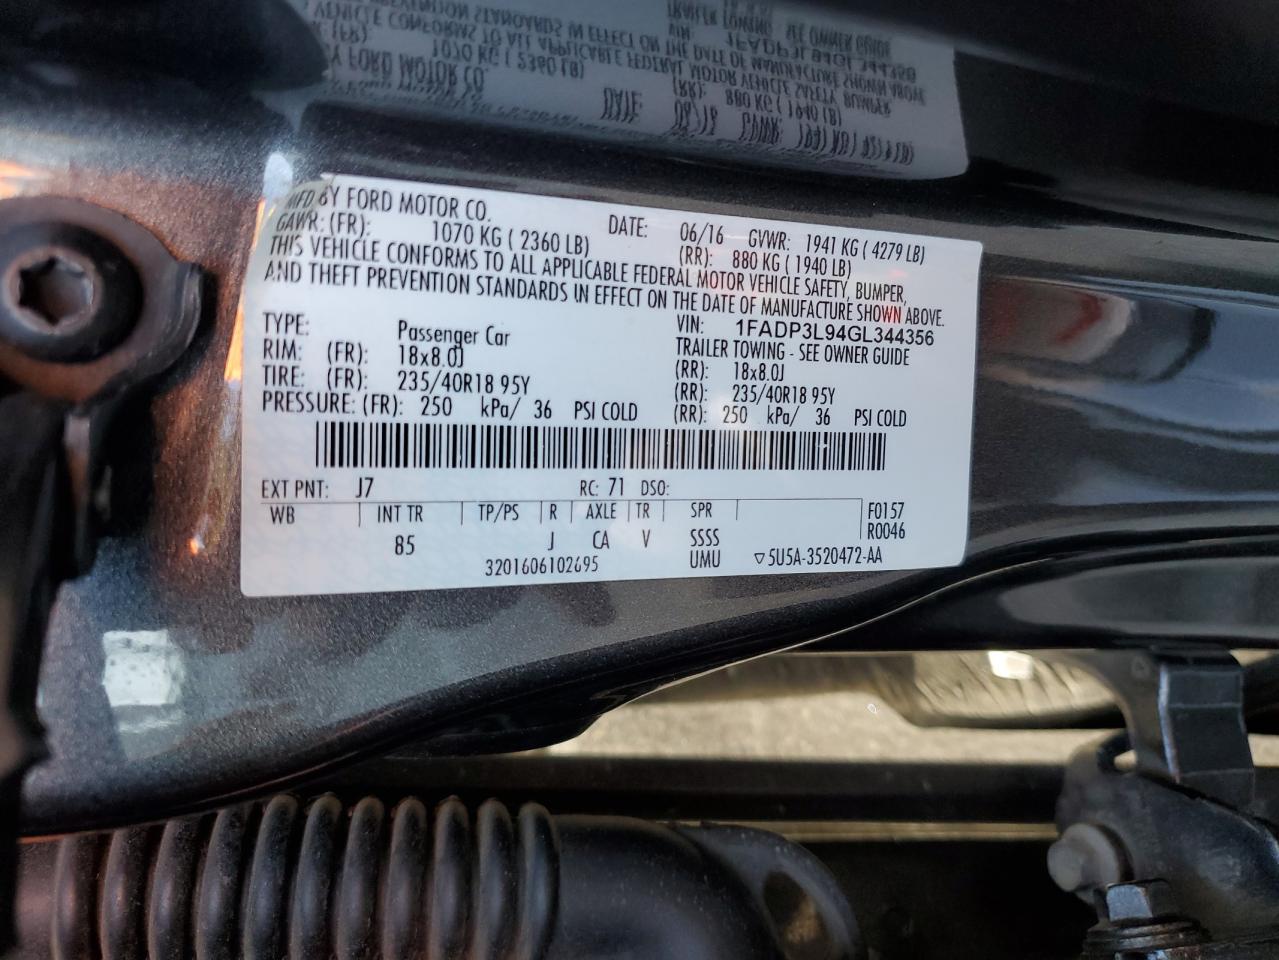 MFD BY FORD MOTOR CO.
DATE: 06/16 GVWR: 1941 KG ( 4279 LB)
GAWR: (FR): 1070 KG ( 2360 LB) (RR): 880 KG ( 1940 LB)
THIS VEHICLE CONFORMS TO ALL APPLICABLE FEDERAL MOTOR VEHICLE SAFETY, BUMPER,
AND THEFT PREVENTION STANDARDS IN EFFECT ON THE DATE OF MANUFACTURE SHOWN ABOVE.
VIN: 1FADP3L94GL344356
TYPE: Passenger Car TRAILER TOWING - SEE OWNER GUIDE
RIM: (FR): 18x8.0J (RR): 18x8.0J
TIRE: (FR): 235/40R18 95Y (RR): 235/40R18 95Y
PRESSURE: (FR): 250 kPa/ 36 PSI COLD (RR): 250 kPa/ 36 PSI COLD
EXT PNT: J7 RC: 71 DSO:
WB INT TR TP/PS R AXLE TR SPR F0157
R0046
85 J CA V SSSS
3201606102695 UMU ▽5U5A-3520472-AA